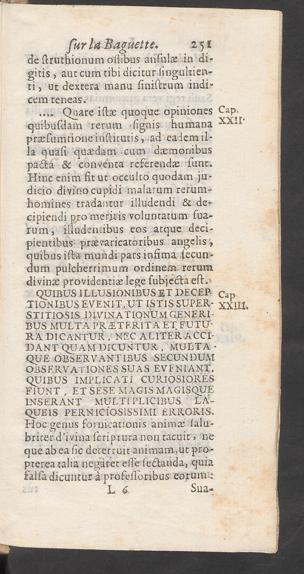 sur la Baguette. 251
de struthionum ossibus ansulæ in di-
gitis, aut cum tibi dicitur singultien-
ti, ut dextera manu sinistrum indi-
cem teneas.
.... Quare istæ quoque opiniones
Cap.
XXII.
quibusdam rerum signis humana
præsumtione institutis, ad eadem il-
la quasi quædam cum dæmonibus
pacta & conventa referendæ sunt.
Hinc enim fit ut occulto quodam ju-
dicio divino cupidi malarum rerum-
homines tradantur illudendi & de-
cipiendi pro meritis voluntatum sua-
rum, illudentibus eos atque deci-
pientibus prævaricatoribus angelis,
quibus ista mundi pars infima secun-
dum pulcherrimum ordinem rerum
divinæ providentiæ lege subjecta est.
QUIBUS ILLUSIONIBUS ET DECEP
Cap
XXIII.
TIONIBUS EVENIT, UT ISTIS SUPER-
STITIOSIS DIVINATIONUM GENERI-
BUS MULTA PRÆTERITA ET FUTU-
RA DICANTUR, NEC ALITER ACCI-
DANT QUAM DICUNTUR, MULTA-
QUE OBSERVANTIBUS SECUNDUM
OBSERVATIONES SUAS EVENIANT.
QUIBUS IMPLICATI CURIOSIORES
FIUNT, ET SESE MAGIS MAGISQUE
INSERANT MULTIPLICIBUS LA-
QUEIS PERNICIOSISSIMI ERRORIS.
Hoc genus fornicationis animæ salu-
briter divina scriptura non tacuit, ne
que ab ea sic deterruit animam, ut pro-
pterea talia negaret esse sectanda, quia
falsa dicuntur à professoribus eorum:
L 6 Sua-